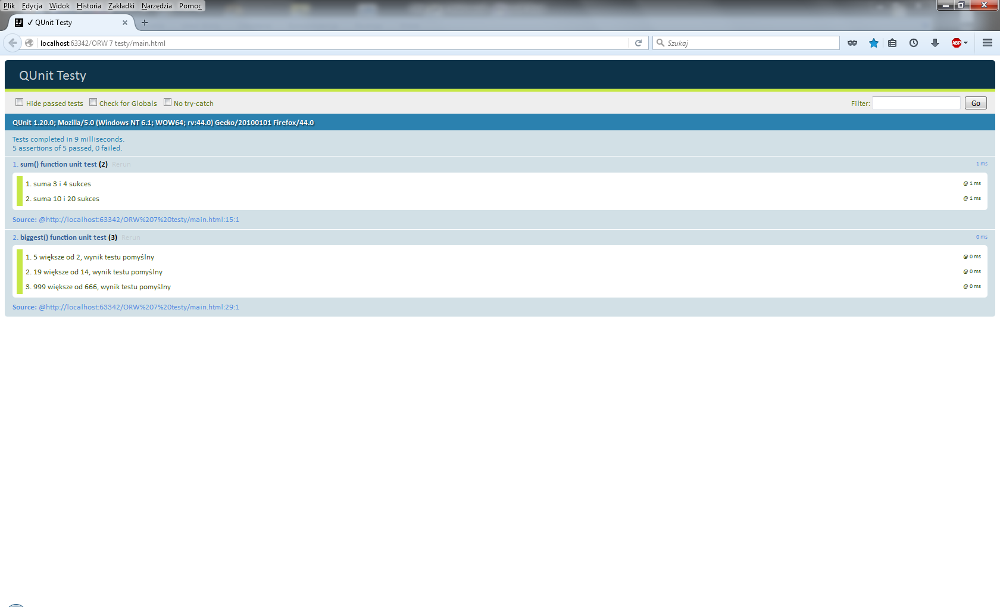 Plik Edycja Widok Historia Zakładki Narzędzia Pomoc
✓ QUnit Testy
localhost:63342/ORW 7 testy/main.html
Szukaj
ABP
QUnit Testy
Hide passed tests Check for Globals No try-catch Filter: Go
QUnit 1.20.0; Mozilla/5.0 (Windows NT 6.1; WOW64; rv:44.0) Gecko/20100101 Firefox/44.0
Tests completed in 9 milliseconds.
5 assertions of 5 passed, 0 failed.
1. sum() function unit test (2) Rerun 1 ms
1. suma 3 i 4 sukces @ 1 ms
2. suma 10 i 20 sukces @ 1 ms
Source: @http://localhost:63342/ORW%207%20testy/main.html:15:1
2. biggest() function unit test (3) Rerun 0 ms
1. 5 większe od 2, wynik testu pomyślny @ 0 ms
2. 19 większe od 14, wynik testu pomyślny @ 0 ms
3. 999 większe od 666, wynik testu pomyślny @ 0 ms
Source: @http://localhost:63342/ORW%207%20testy/main.html:29:1